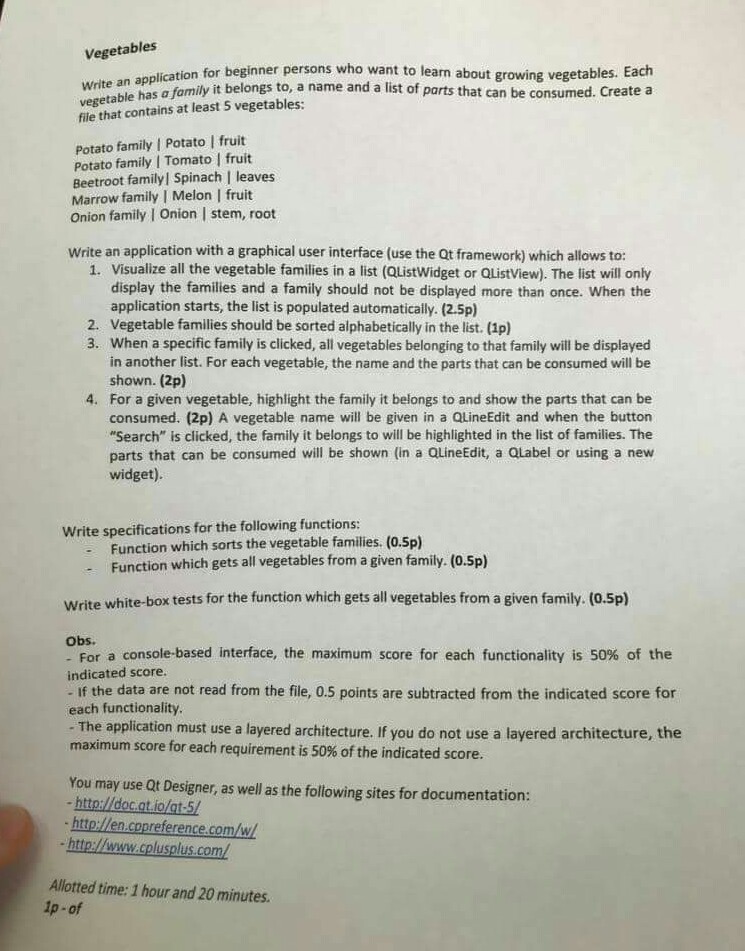 Vegetables
Write an application for beginner persons who want to learn about growing vegetables. Each
vegetable has a family it belongs to, a name and a list of parts that can be consumed. Create a
file that contains at least 5 vegetables:
Potato family | Potato | fruit
Potato family | Tomato | fruit
Beetroot family| Spinach | leaves
Marrow family | Melon | fruit
Onion family | Onion | stem, root
Write an application with a graphical user interface (use the Qt framework) which allows to:
1. Visualize all the vegetable families in a list (QListWidget or QListView). The list will only
display the families and a family should not be displayed more than once. When the
application starts, the list is populated automatically. (2.5p)
2. Vegetable families should be sorted alphabetically in the list. (1p)
3. When a specific family is clicked, all vegetables belonging to that family will be displayed
in another list. For each vegetable, the name and the parts that can be consumed will be
shown. (2p)
4. For a given vegetable, highlight the family it belongs to and show the parts that can be
consumed. (2p) A vegetable name will be given in a QLineEdit and when the button
"Search" is clicked, the family it belongs to will be highlighted in the list of families. The
parts that can be consumed will be shown (in a QLineEdit, a QLabel or using a new
widget).
Write specifications for the following functions:
- Function which sorts the vegetable families. (0.5p)
- Function which gets all vegetables from a given family. (0.5p)
Write white-box tests for the function which gets all vegetables from a given family. (0.5p)
Obs.
- For a console-based interface, the maximum score for each functionality is 50% of the
indicated score.
- If the data are not read from the file, 0.5 points are subtracted from the indicated score for
each functionality.
- The application must use a layered architecture. If you do not use a layered architecture, the
maximum score for each requirement is 50% of the indicated score.
You may use Qt Designer, as well as the following sites for documentation:
- http://doc.qt.io/qt-5/
- http://en.cppreference.com/w/
- http://www.cplusplus.com/
Allotted time: 1 hour and 20 minutes.
1p - of